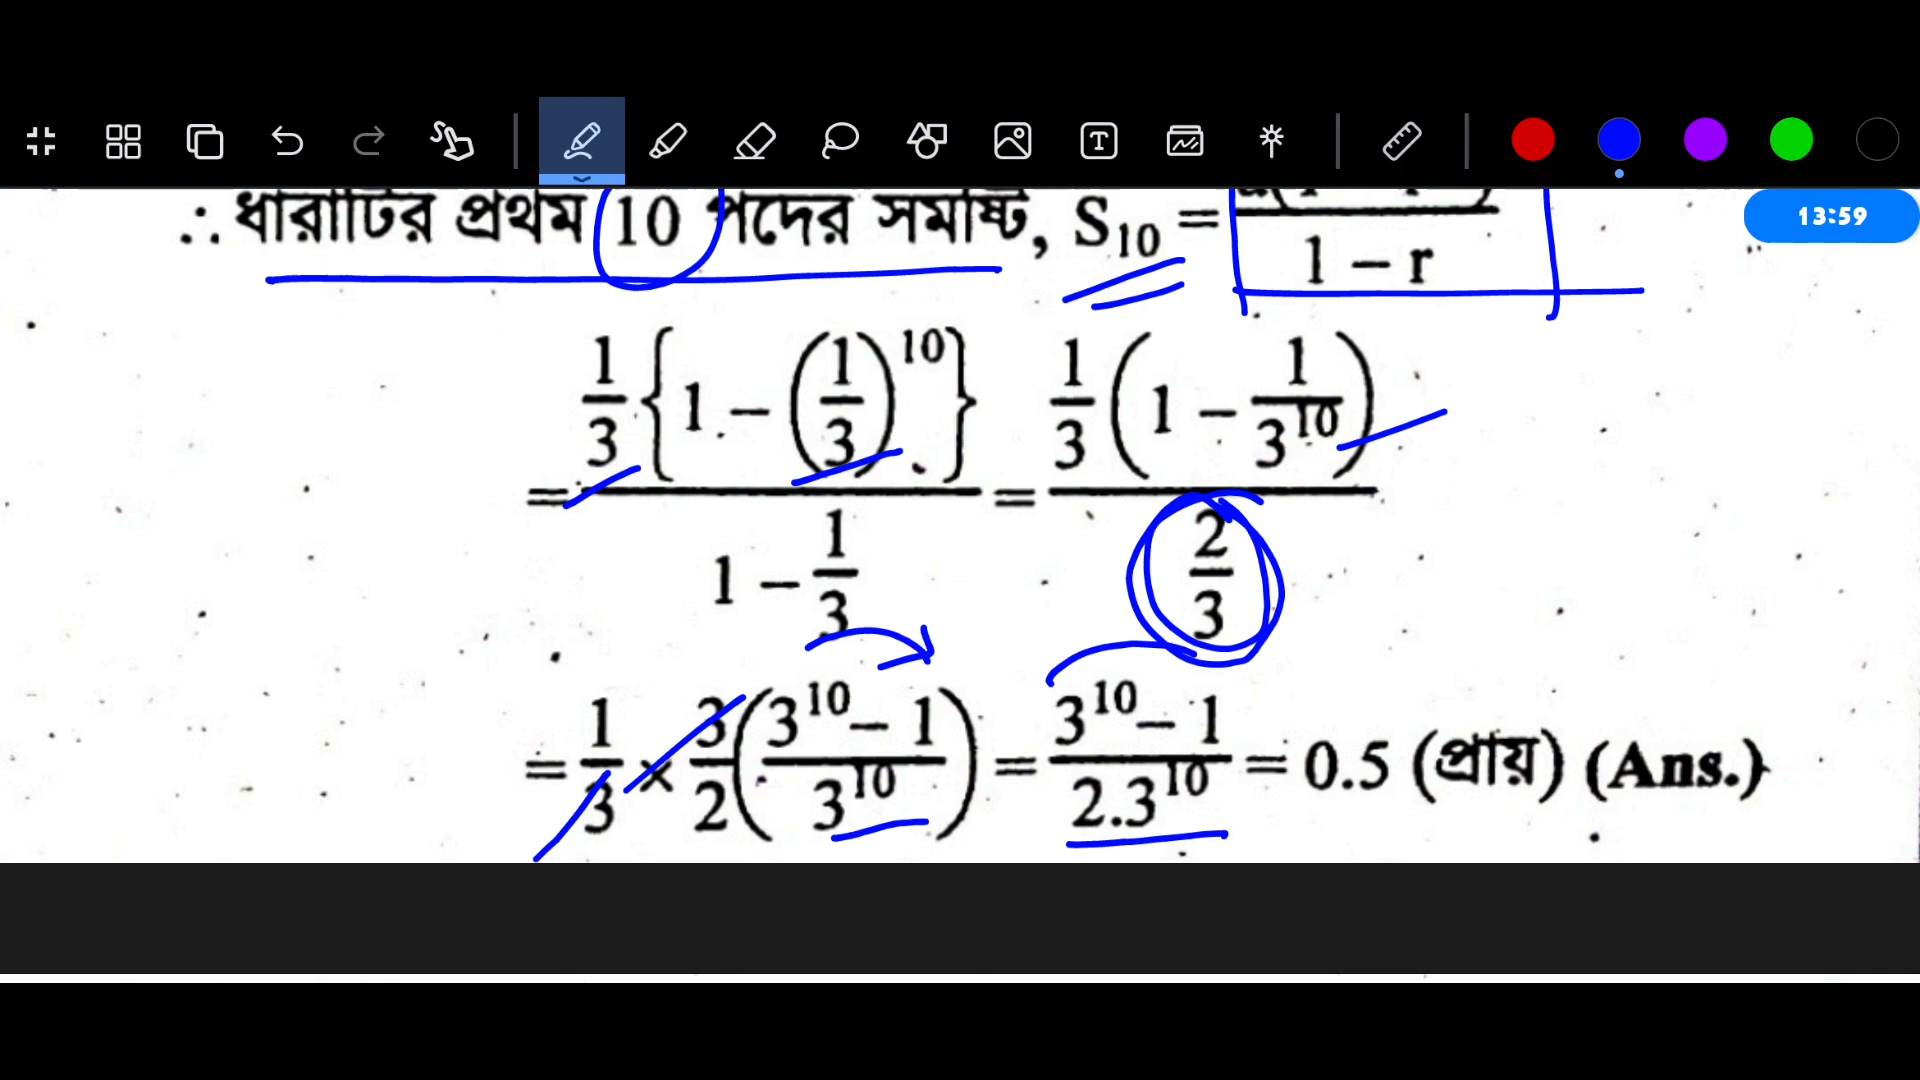 13:59
∴ ধারাটির প্রথম 10 পদের সমষ্টি, S₁₀ = —/(1 − r)
= (1/3){1 − (1/3)¹⁰} / (1 − 1/3) = (1/3)(1 − 1/3¹⁰) / (2/3)
= 1/3 × 3/2 ((3¹⁰ − 1)/3¹⁰) = (3¹⁰ − 1)/(2.3¹⁰) = 0.5 (প্রায়) (Ans.)